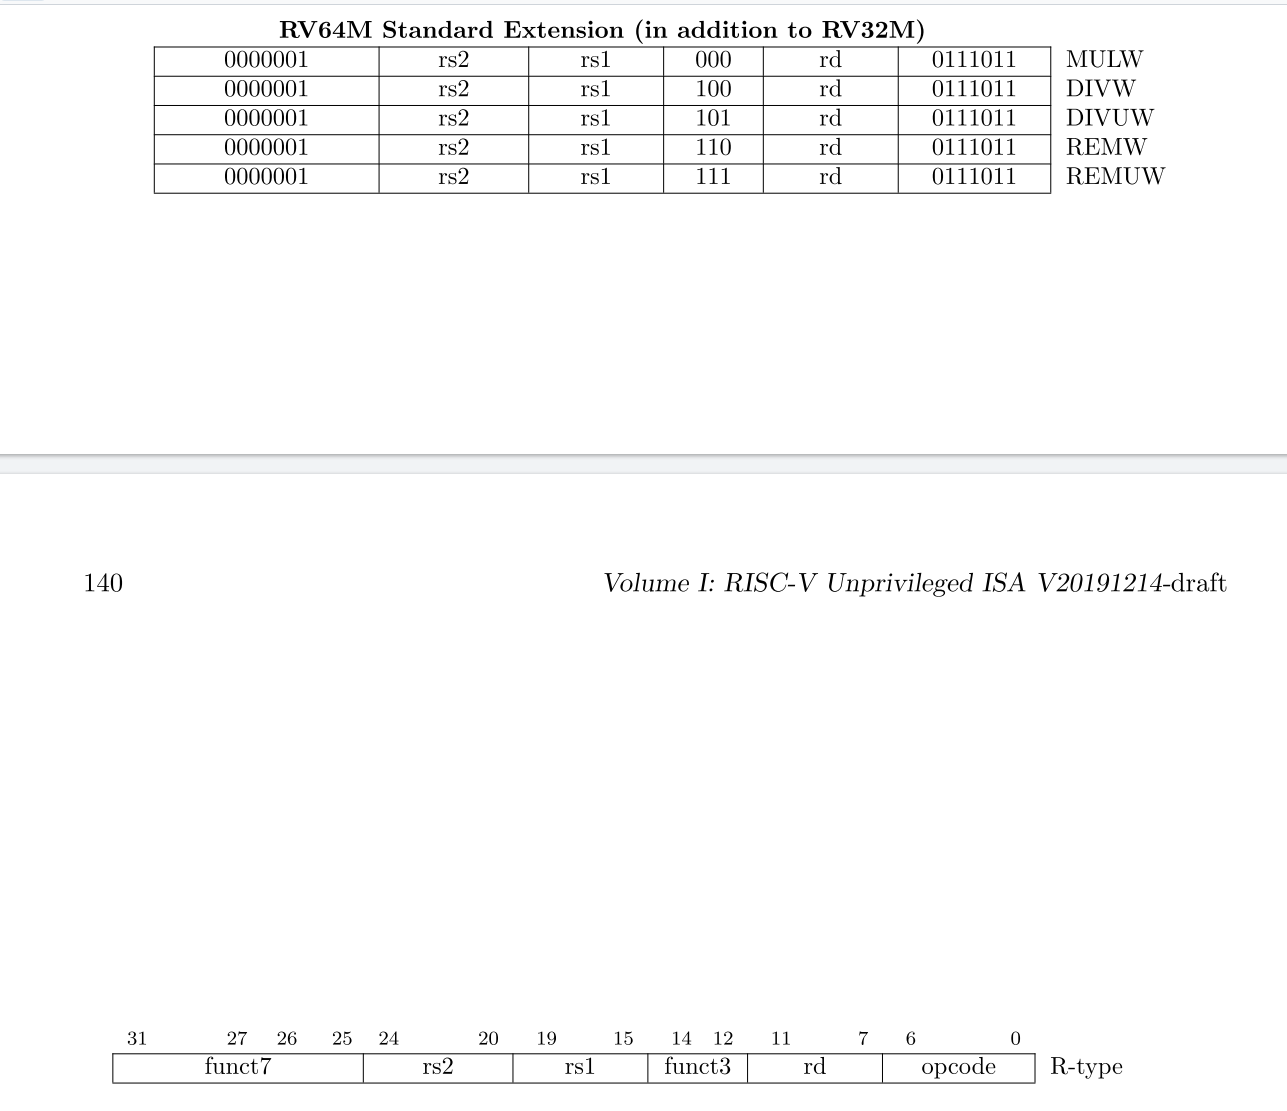 RV64M Standard Extension (in addition to RV32M)
0000001 rs2 rs1 000 rd 0111011 MULW
0000001 rs2 rs1 100 rd 0111011 DIVW
0000001 rs2 rs1 101 rd 0111011 DIVUW
0000001 rs2 rs1 110 rd 0111011 REMW
0000001 rs2 rs1 111 rd 0111011 REMUW
140 Volume I: RISC-V Unprivileged ISA V20191214-draft
31 27 26 25 24 20 19 15 14 12 11 7 6 0
funct7 rs2 rs1 funct3 rd opcode R-type